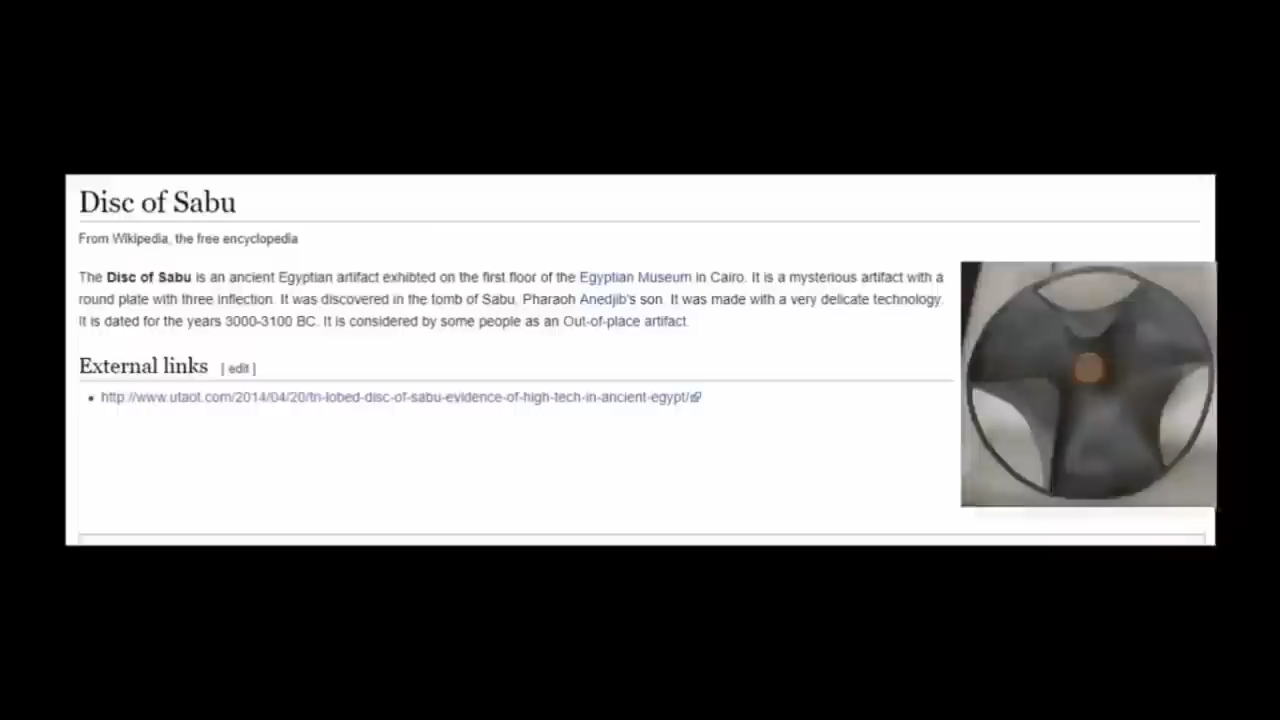 Disc of Sabu
From Wikipedia, the free encyclopedia
The Disc of Sabu is an ancient Egyptian artifact exhibted on the first floor of the Egyptian Museum in Cairo. It is a mysterious artifact with a
round plate with three inflection. It was discovered in the tomb of Sabu, Pharaoh Anedjib's son. It was made with a very delicate technology.
It is dated for the years 3000-3100 BC. It is considered by some people as an Out-of-place artifact.
External links [ edit ]
• http://www.utaot.com/2014/04/20/tri-lobed-disc-of-sabu-evidence-of-high-tech-in-ancient-egypt/